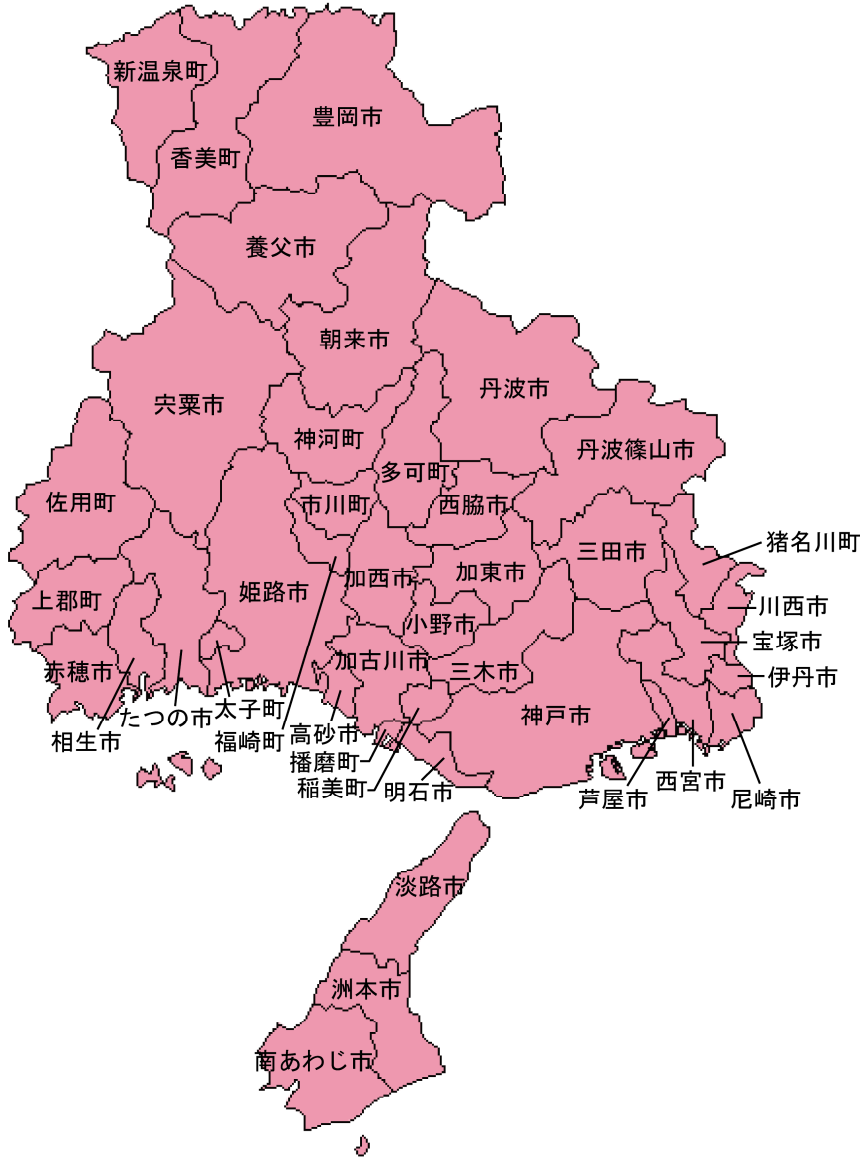 新温泉町
豊岡市
香美町
養父市
朝来市
丹波市
宍粟市
神河町
丹波篠山市
多可町
佐用町
市川町
西脇市
猪名川町
三田市
加東市
加西市
姫路市
上郡町
川西市
小野市
宝塚市
加古川市
三木市
赤穂市
伊丹市
太子町
たつの市
神戸市
相生市
福崎町
高砂市
播磨町
稲美町
明石市
西宮市
芦屋市
尼崎市
淡路市
洲本市
南あわじ市